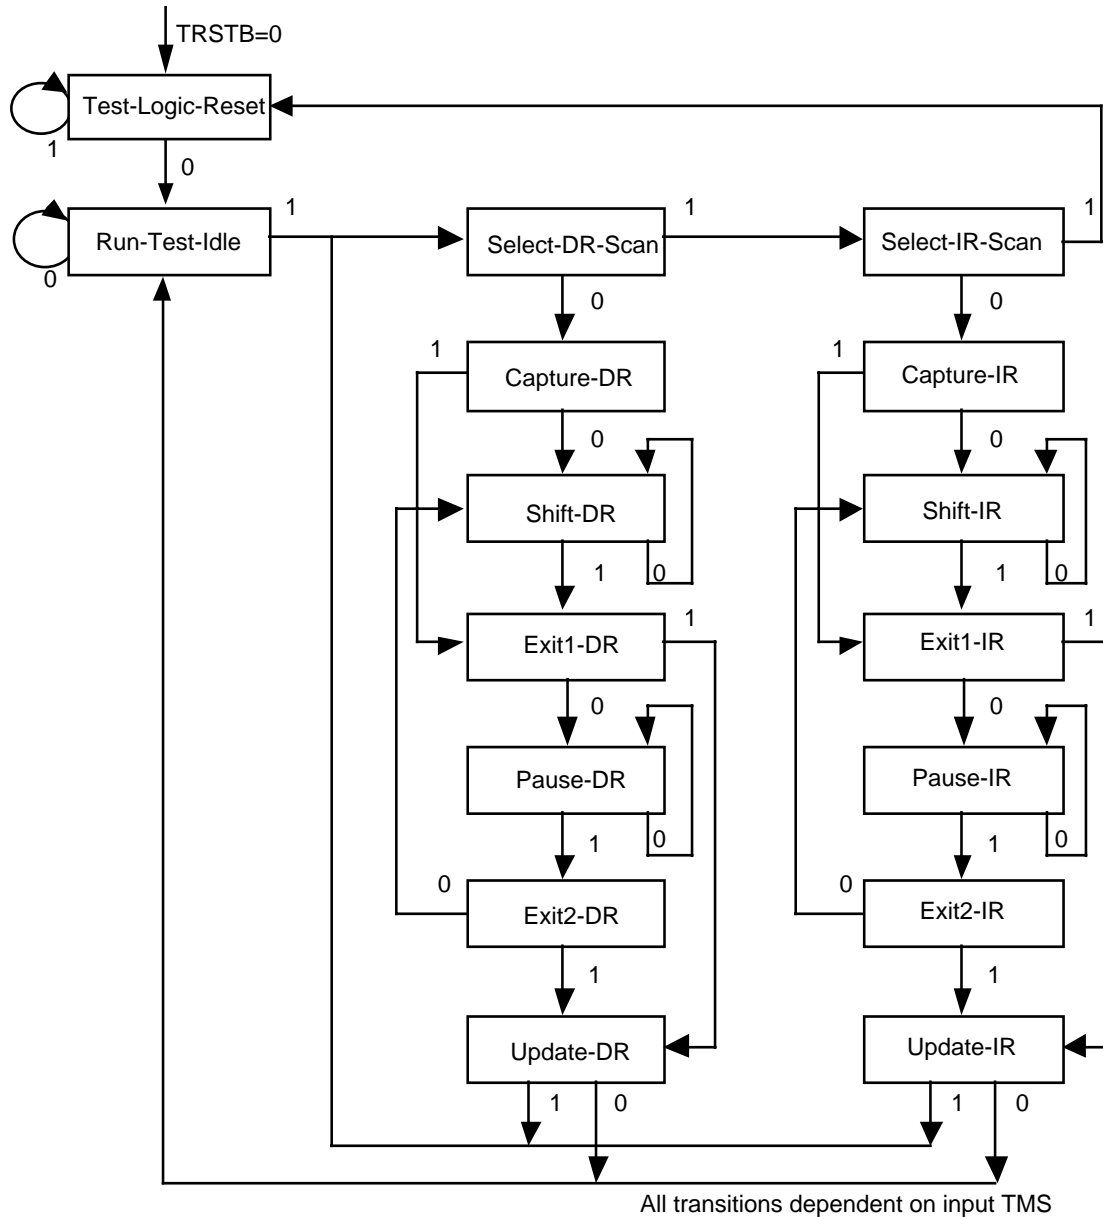 TRSTB=0
Test-Logic-Reset
1
0
1
1
1
Run-Test-Idle
Select-DR-Scan
Select-IR-Scan
0
0
0
1
1
Capture-DR
Capture-IR
0
0
Shift-DR
Shift-IR
1
0
1
0
1
1
Exit1-DR
Exit1-IR
0
0
Pause-DR
Pause-IR
1
0
1
0
0
0
Exit2-DR
Exit2-IR
1
1
Update-DR
Update-IR
1
0
1
0
All transitions dependent on input TMS